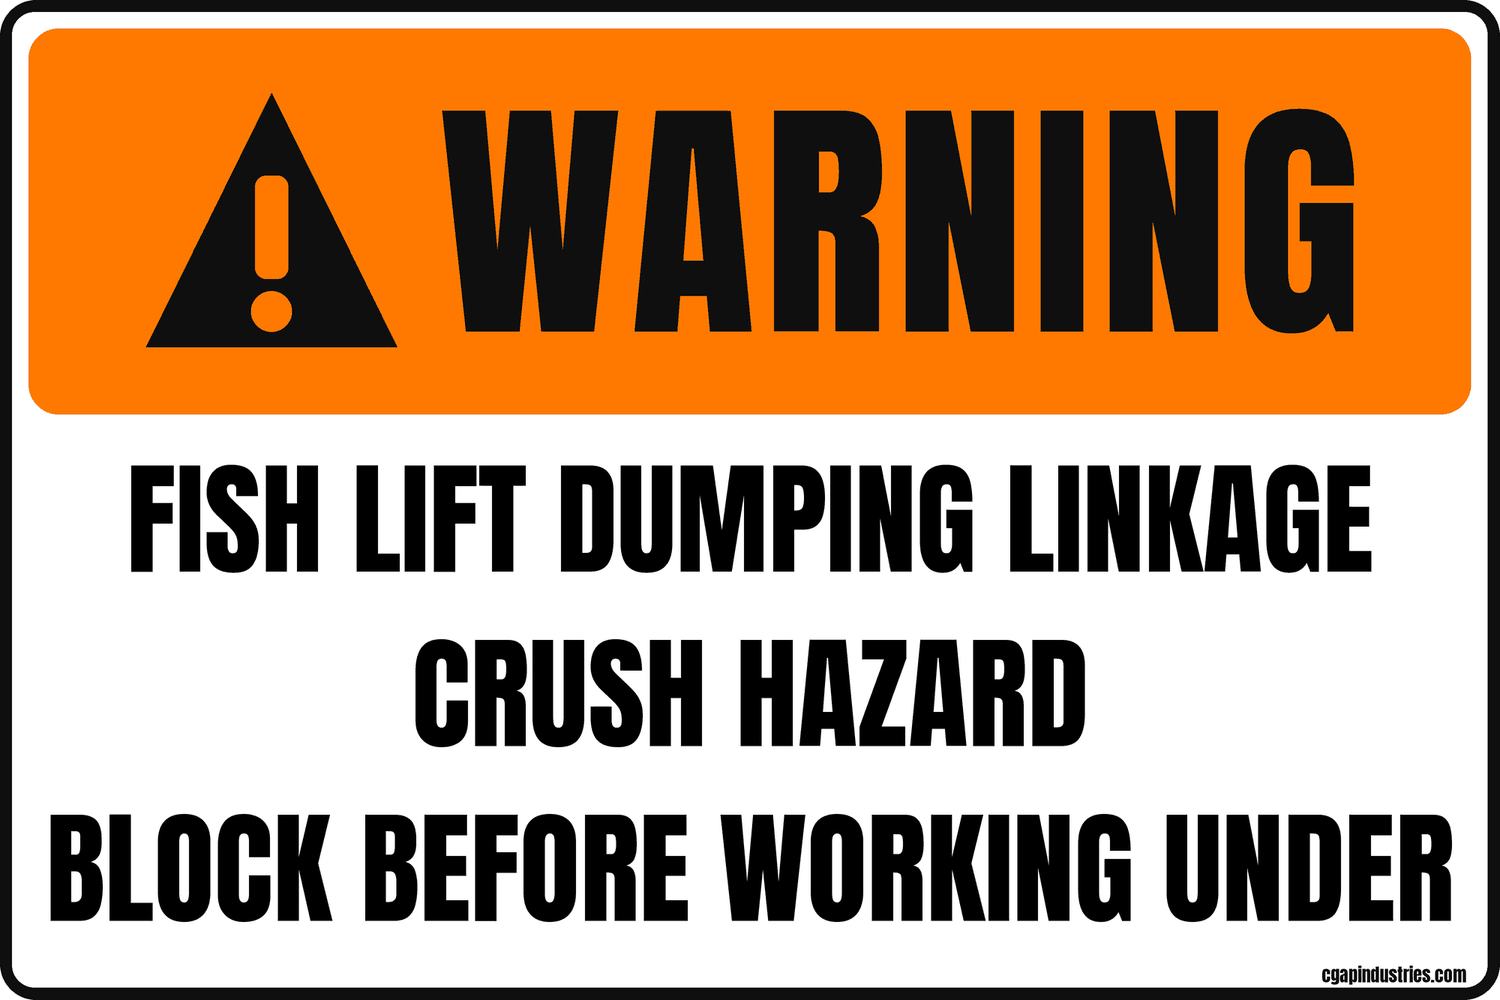 WARNING
FISH LIFT DUMPING LINKAGE
CRUSH HAZARD
BLOCK BEFORE WORKING UNDER
cgapindustries.com